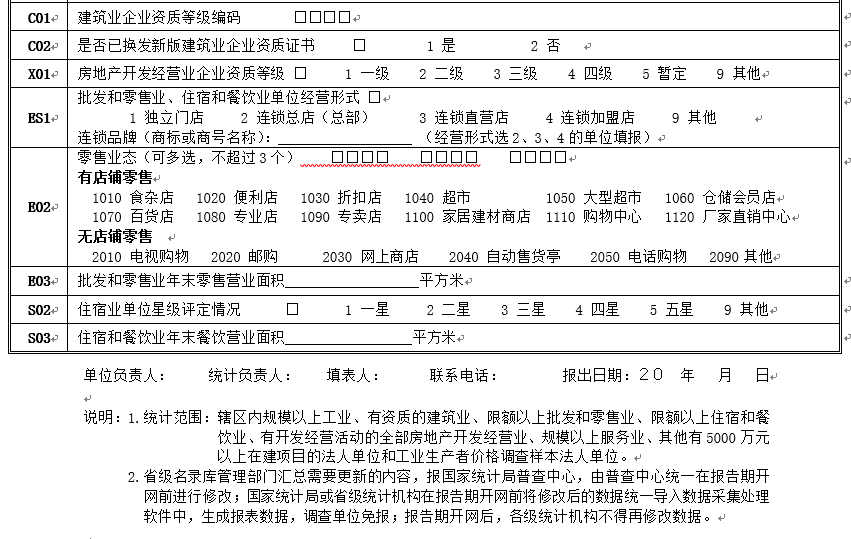 C01 建筑业企业资质等级编码 □□□□
C02 是否已换发新版建筑业企业资质证书 □ 1 是 2 否
X01 房地产开发经营业企业资质等级 □ 1 一级 2 二级 3 三级 4 四级 5 暂定 9 其他
ES1 批发和零售业、住宿和餐饮业单位经营形式 □
1 独立门店 2 连锁总店（总部） 3 连锁直营店 4 连锁加盟店 9 其他
连锁品牌（商标或商号名称）：＿＿＿＿＿＿＿＿ （经营形式选2、3、4的单位填报）
E02 零售业态（可多选，不超过3个） □□□□ □□□□ □□□□
有店铺零售
1010 食杂店 1020 便利店 1030 折扣店 1040 超市 1050 大型超市 1060 仓储会员店
1070 百货店 1080 专业店 1090 专卖店 1100 家居建材商店 1110 购物中心 1120 厂家直销中心
无店铺零售
2010 电视购物 2020 邮购 2030 网上商店 2040 自动售货亭 2050 电话购物 2090 其他
E03 批发和零售业年末零售营业面积＿＿＿＿＿＿＿＿平方米
S02 住宿业单位星级评定情况 □ 1 一星 2 二星 3 三星 4 四星 5 五星 9 其他
S03 住宿和餐饮业年末餐饮营业面积＿＿＿＿＿＿＿＿平方米
单位负责人： 统计负责人： 填表人： 联系电话： 报出日期：20 年 月 日
说明：1.统计范围：辖区内规模以上工业、有资质的建筑业、限额以上批发和零售业、限额以上住宿和餐
饮业、有开发经营活动的全部房地产开发经营业、规模以上服务业、其他有5000万元
以上在建项目的法人单位和工业生产者价格调查样本法人单位。
2.省级名录库管理部门汇总需要更新的内容，报国家统计局普查中心，由普查中心统一在报告期开
网前进行修改；国家统计局或省级统计机构在报告期开网前将修改后的数据统一导入数据采集处理
软件中，生成报表数据，调查单位免报；报告期开网后，各级统计机构不得再修改数据。